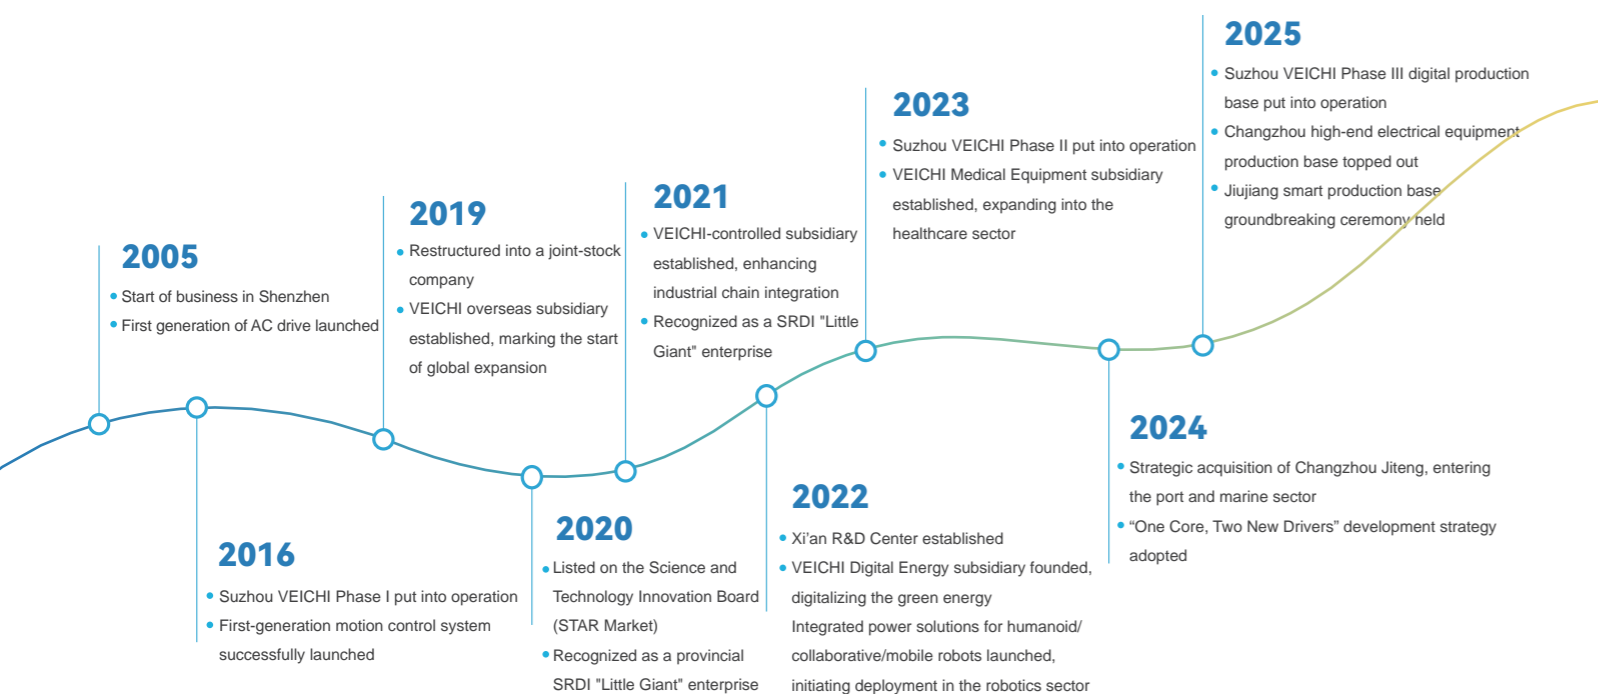 2005
Start of business in Shenzhen
First generation of AC drive launched
2016
Suzhou VEICHI Phase I put into operation
First-generation motion control system
successfully launched
2019
Restructured into a joint-stock
company
VEICHI overseas subsidiary
established, marking the start
of global expansion
2020
Listed on the Science and
Technology Innovation Board
(STAR Market)
Recognized as a provincial
SRDI "Little Giant" enterprise
2021
VEICHI-controlled subsidiary
established, enhancing
industrial chain integration
Recognized as a SRDI "Little
Giant" enterprise
2022
Xi’an R&D Center established
VEICHI Digital Energy subsidiary founded,
digitalizing the green energy
Integrated power solutions for humanoid/
collaborative/mobile robots launched,
initiating deployment in the robotics sector
2023
Suzhou VEICHI Phase II put into operation
VEICHI Medical Equipment subsidiary
established, expanding into the
healthcare sector
2024
Strategic acquisition of Changzhou Jiteng, entering
the port and marine sector
“One Core, Two New Drivers” development strategy
adopted
2025
Suzhou VEICHI Phase III digital production
base put into operation
Changzhou high-end electrical equipment
production base topped out
Jiujiang smart production base
groundbreaking ceremony held